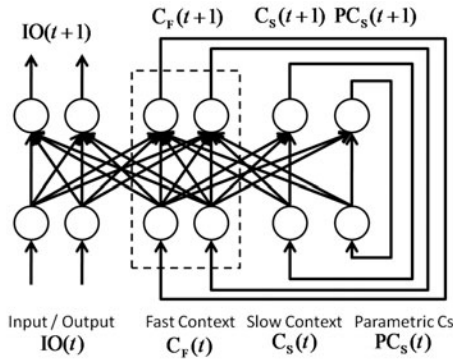 C_F(t+1) C_S(t+1) PC_S(t+1)
IO(t+1)
Input / Output Fast Context Slow Context Parametric Cs
IO(t) C_F(t) C_S(t) PC_S(t)